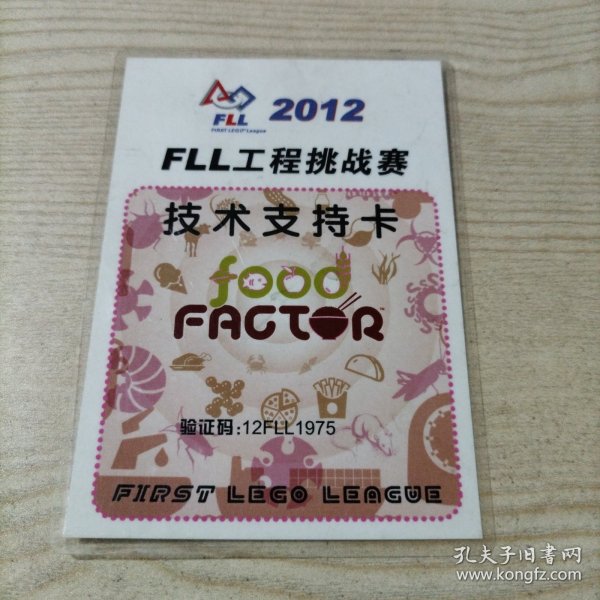 FLL
FIRST LEGO League
2012
FLL工程挑战赛
技术支持卡
food
FACTOR™
验证码:12FLL1975
FIRST LEGO LEAGUE
孔夫子旧书网
www.kongfz.com